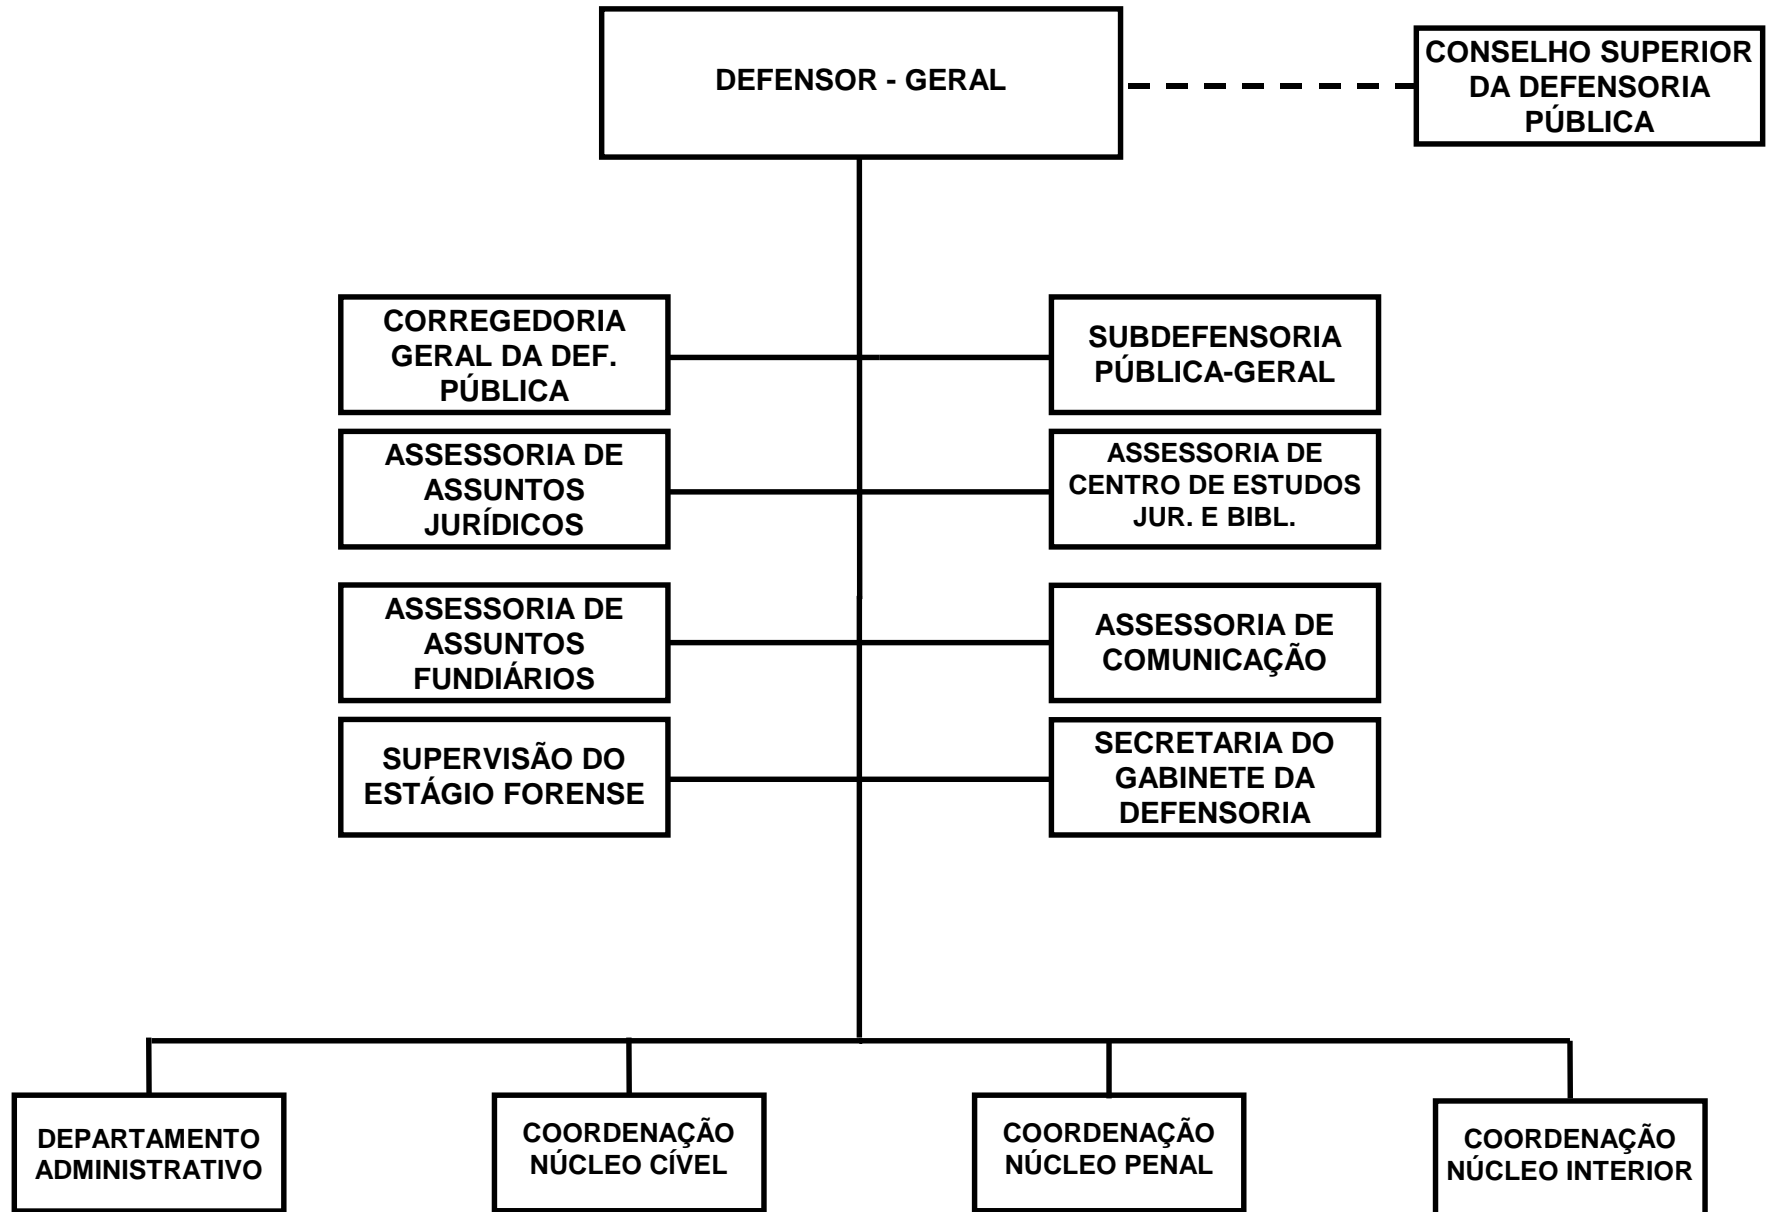 DEFENSOR - GERAL
CONSELHO SUPERIOR
DA DEFENSORIA
PÚBLICA
CORREGEDORIA
GERAL DA DEF.
PÚBLICA
SUBDEFENSORIA
PÚBLICA-GERAL
ASSESSORIA DE
ASSUNTOS
JURÍDICOS
ASSESSORIA DE
CENTRO DE ESTUDOS
JUR. E BIBL.
ASSESSORIA DE
ASSUNTOS
FUNDIÁRIOS
ASSESSORIA DE
COMUNICAÇÃO
SUPERVISÃO DO
ESTÁGIO FORENSE
SECRETARIA DO
GABINETE DA
DEFENSORIA
DEPARTAMENTO
ADMINISTRATIVO
COORDENAÇÃO
NÚCLEO CÍVEL
COORDENAÇÃO
NÚCLEO PENAL
COORDENAÇÃO
NÚCLEO INTERIOR